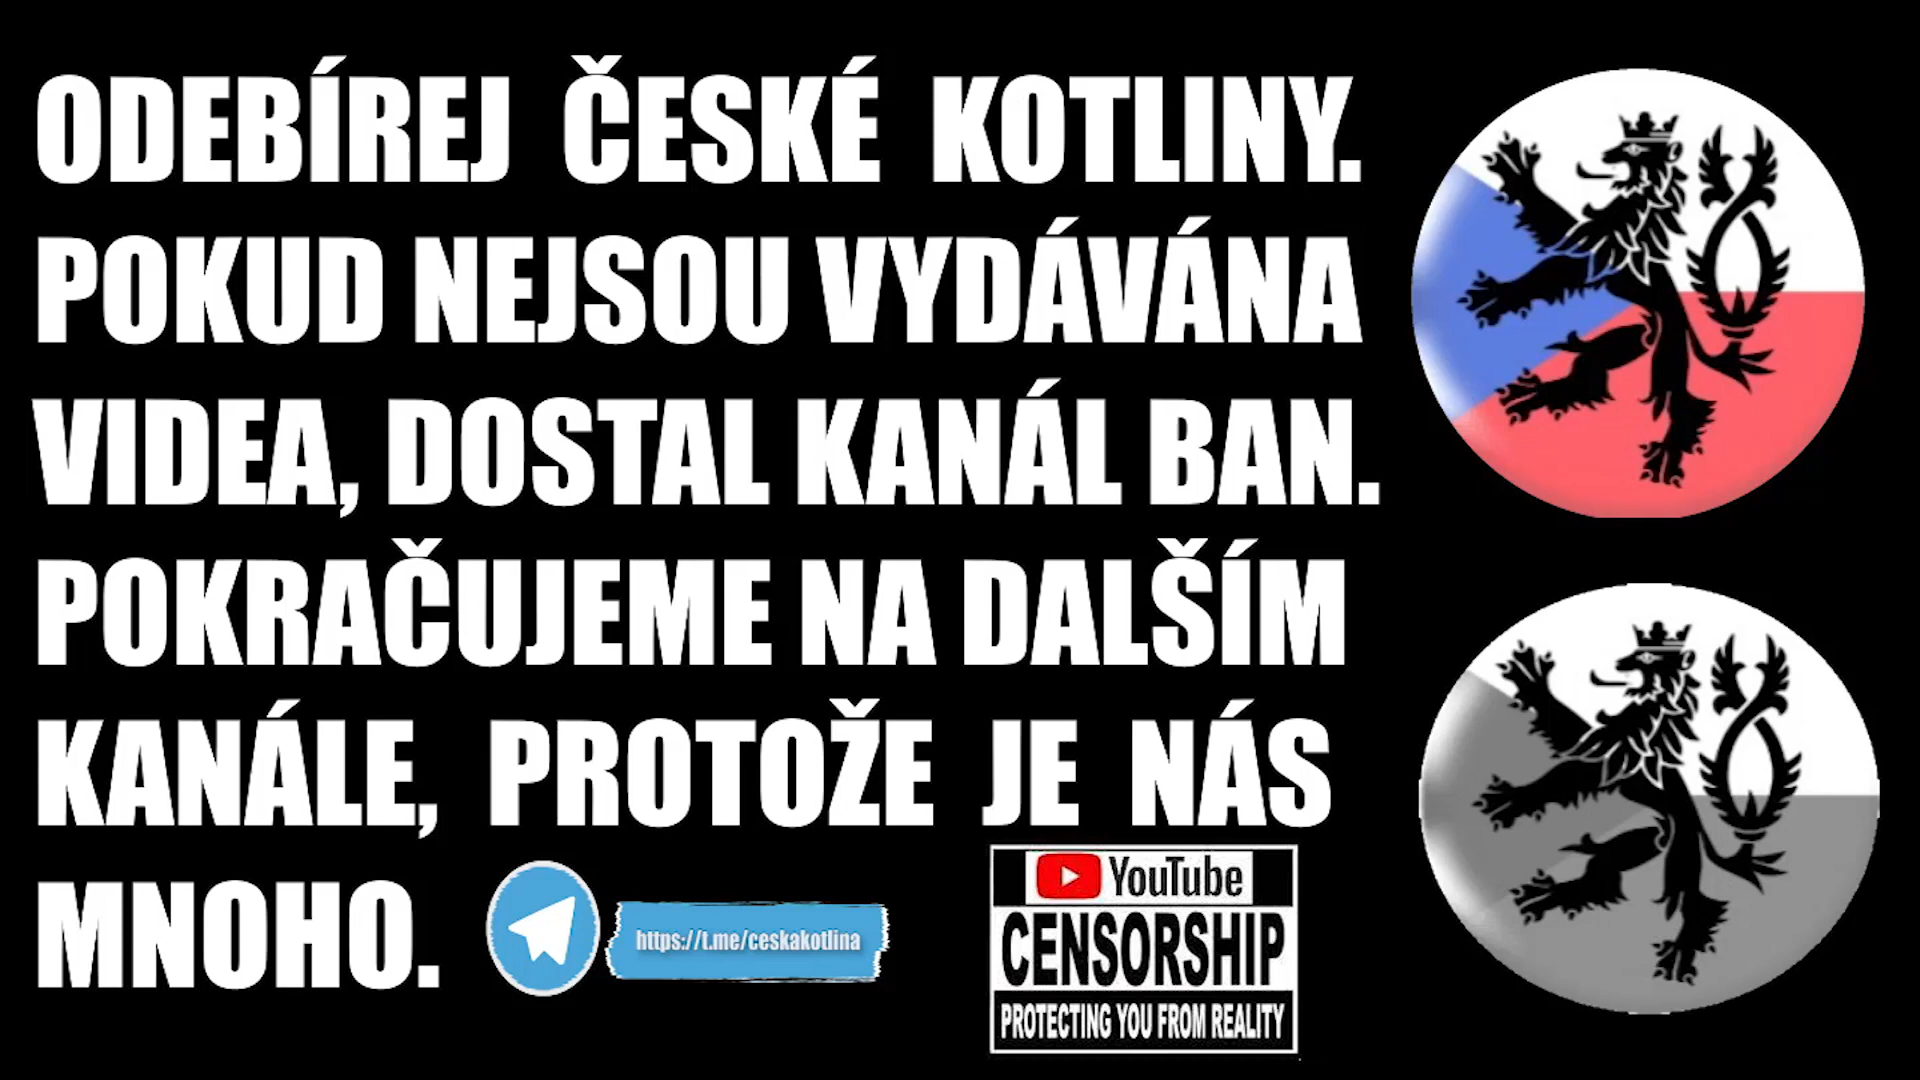 ODEBÍREJ ČESKÉ KOTLINY.
POKUD NEJSOU VYDÁVÁNA
VIDEA, DOSTAL KANÁL BAN.
POKRAČUJEME NA DALŠÍM
KANÁLE, PROTOŽE JE NÁS
MNOHO.
https://t.me/ceskakotlina
YouTube
CENSORSHIP
PROTECTING YOU FROM REALITY